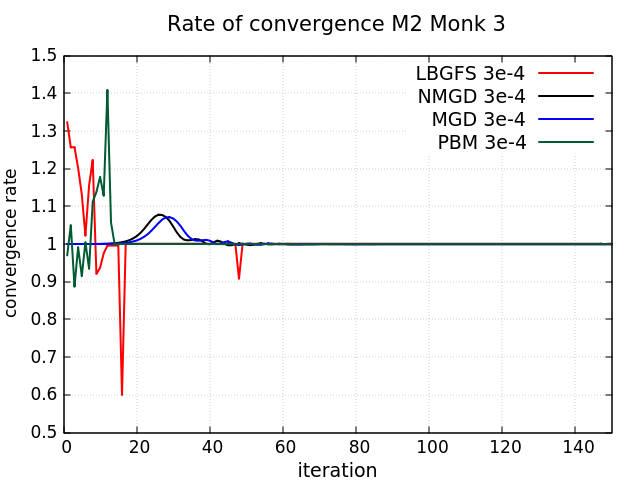 Rate of convergence M2 Monk 3
LBGFS 3e-4
NMGD 3e-4
MGD 3e-4
PBM 3e-4
convergence rate
1.5
1.4
1.3
1.2
1.1
1
0.9
0.8
0.7
0.6
0.5
0 20 40 60 80 100 120 140
iteration